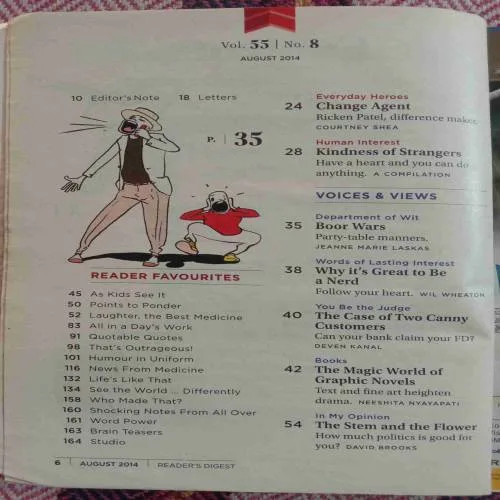 Vol. 55 | No. 8
AUGUST 2014
10 Editor's Note 18 Letters
P. | 35
READER FAVOURITES
45 As Kids See It
50 Points to Ponder
52 Laughter, the Best Medicine
83 All in a Day's Work
91 Quotable Quotes
98 That's Outrageous!
101 Humour in Uniform
116 News From Medicine
132 Life's Like That
134 See the World ... Differently
158 Who Made That?
160 Shocking Notes From All Over
161 Word Power
163 Brain Teasers
164 Studio
Everyday Heroes
24 Change Agent
Ricken Patel, difference maker.
COURTNEY SHEA
Human Interest
28 Kindness of Strangers
Have a heart and you can do
anything. A COMPILATION
VOICES & VIEWS
Department of Wit
35 Boor Wars
Party-table manners.
JEANNE MARIE LASKAS
Words of Lasting Interest
38 Why it's Great to Be
a Nerd
Follow your heart. WIL WHEATON
You Be the Judge
40 The Case of Two Canny
Customers
Can your bank claim your FD?
DEVEN KANAL
Books
42 The Magic World of
Graphic Novels
Text and fine art heighten
drama. NEESHITA NYAYAPATI
In My Opinion
54 The Stem and the Flower
How much politics is good for
you? DAVID BROOKS
6 | AUGUST 2014 | READER'S DIGEST